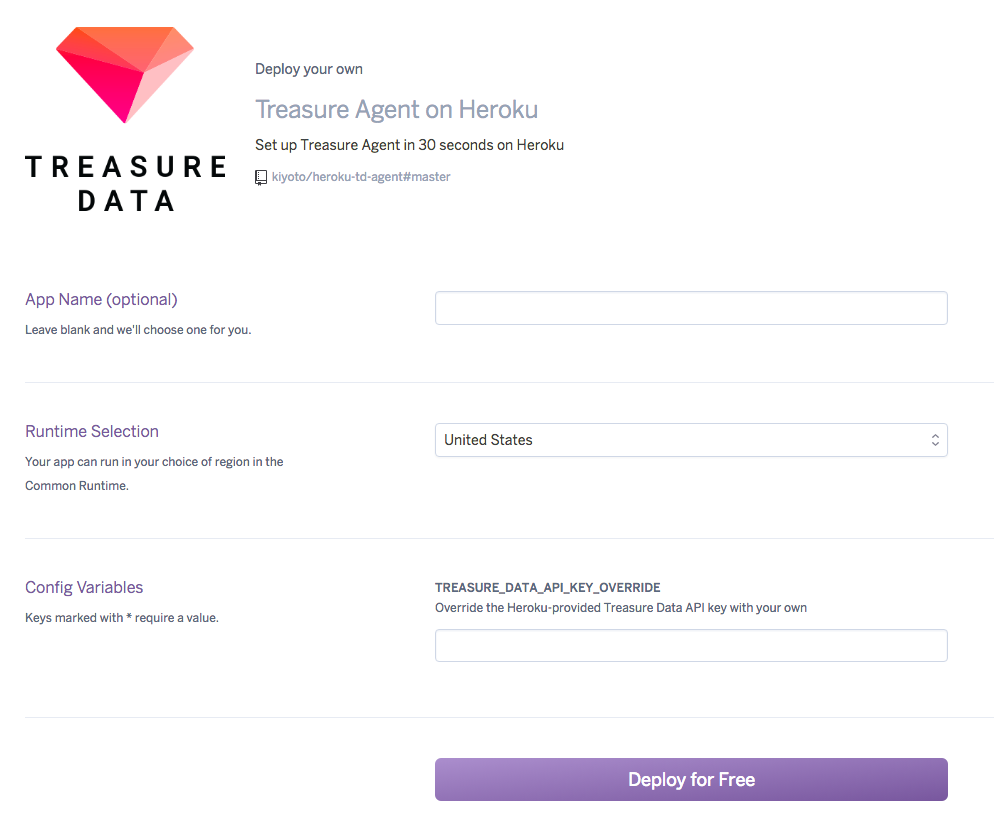 TREASURE
DATA
Deploy your own
Treasure Agent on Heroku
Set up Treasure Agent in 30 seconds on Heroku
kiyoto/heroku-td-agent#master
App Name (optional)
Leave blank and we'll choose one for you.
Runtime Selection
Your app can run in your choice of region in the
Common Runtime.
United States
Config Variables
Keys marked with * require a value.
TREASURE_DATA_API_KEY_OVERRIDE
Override the Heroku-provided Treasure Data API key with your own
Deploy for Free